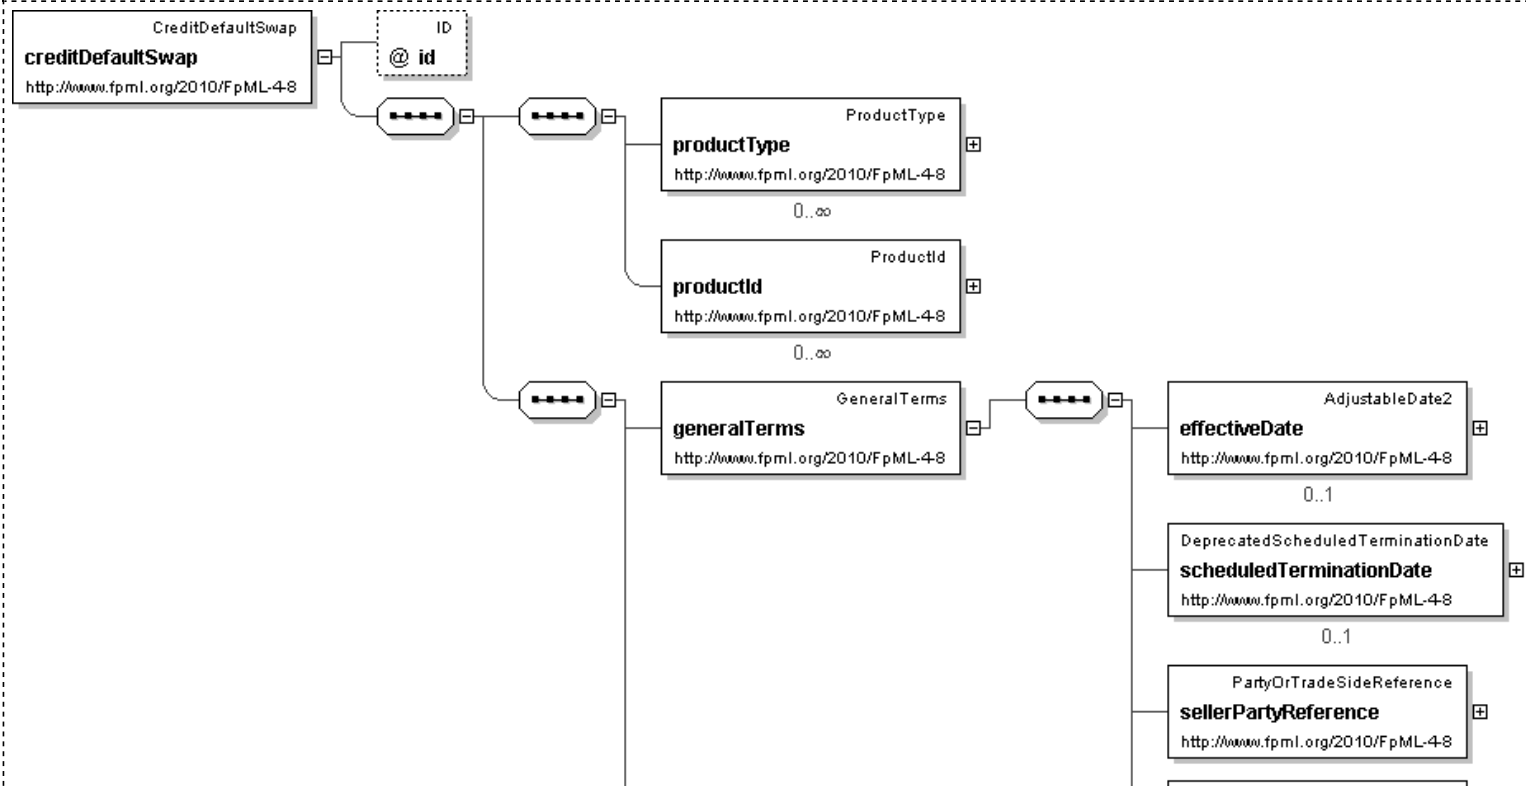 CreditDefaultSwap
creditDefaultSwap
http://www.fpml.org/2010/FpML-4-8
ID
@ id
ProductType
productType
http://www.fpml.org/2010/FpML-4-8
0..∞
ProductId
productId
http://www.fpml.org/2010/FpML-4-8
0..∞
GeneralTerms
generalTerms
http://www.fpml.org/2010/FpML-4-8
AdjustableDate2
effectiveDate
http://www.fpml.org/2010/FpML-4-8
0..1
DeprecatedScheduledTerminationDate
scheduledTerminationDate
http://www.fpml.org/2010/FpML-4-8
0..1
PartyOrTradeSideReference
sellerPartyReference
http://www.fpml.org/2010/FpML-4-8